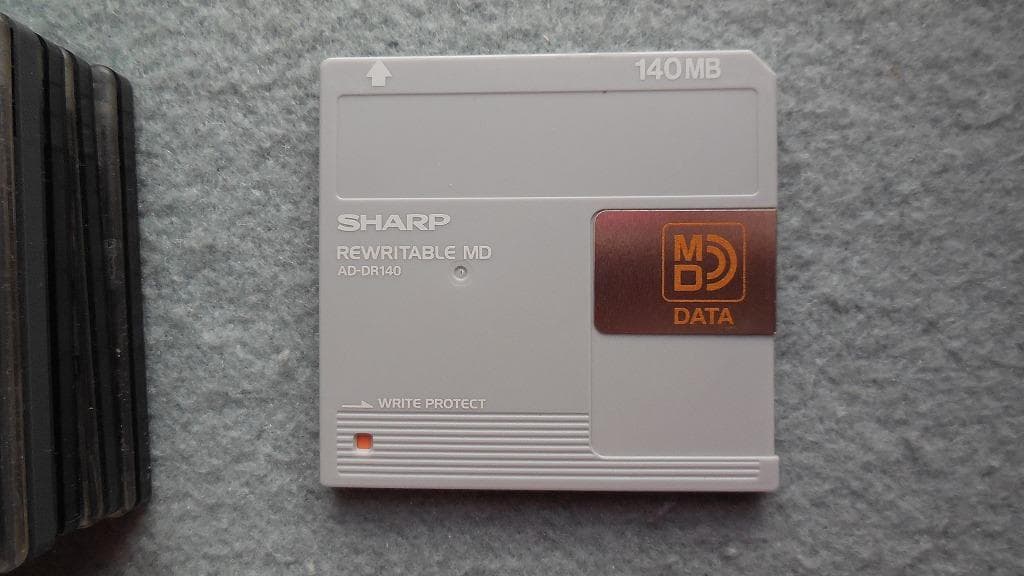 140MB
SHARP
REWRITABLE MD
AD-DR140
MD
DATA
WRITE PROTECT